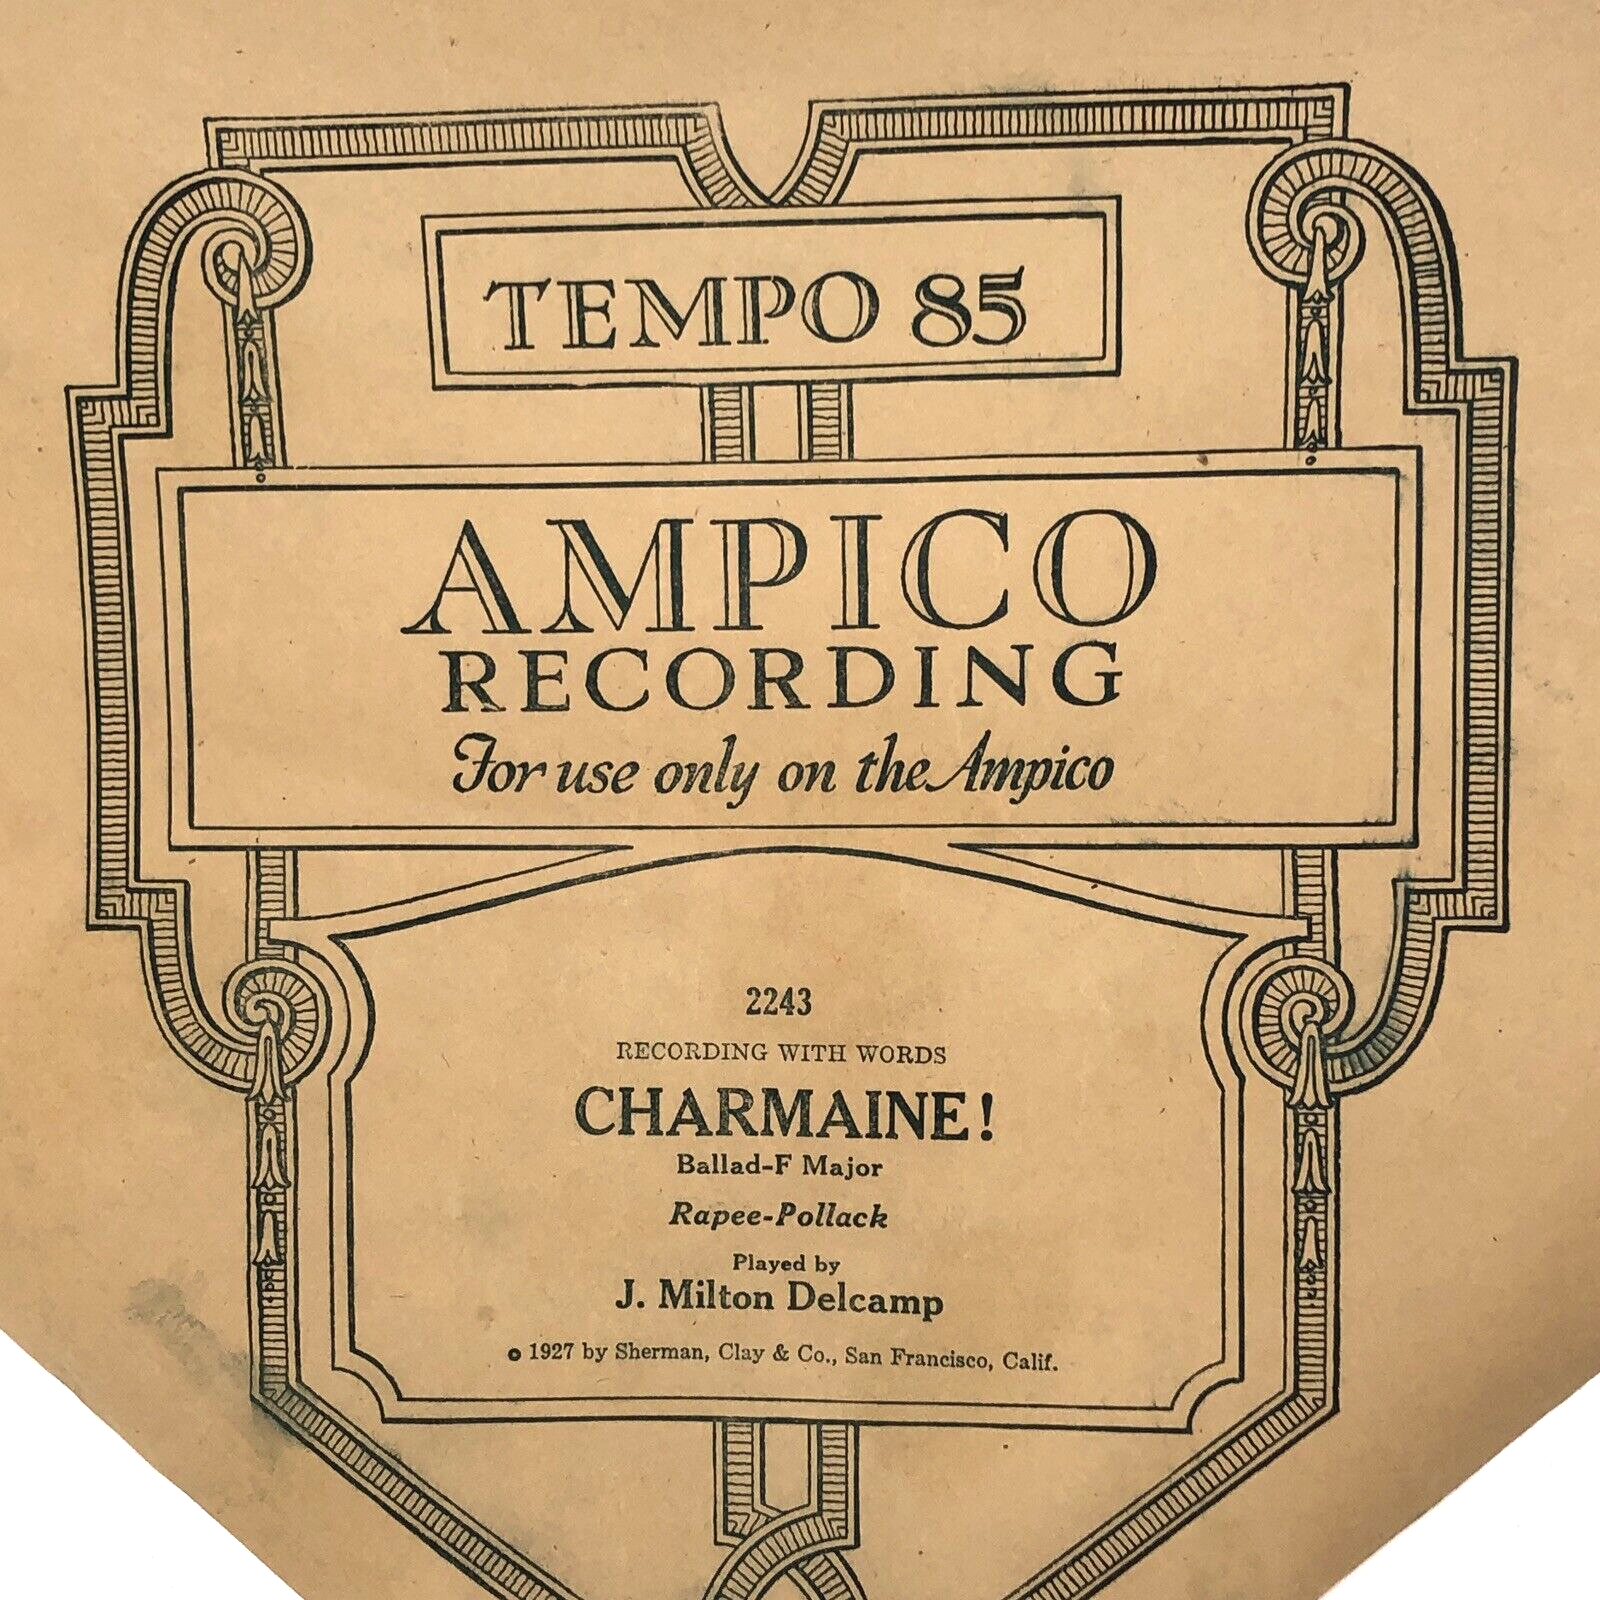 TEMPO 85
AMPICO
RECORDING
For use only on the Ampico
2243
RECORDING WITH WORDS
CHARMAINE!
Ballad-F Major
Rapee-Pollack
Played by
J. Milton Delcamp
© 1927 by Sherman, Clay & Co., San Francisco, Calif.